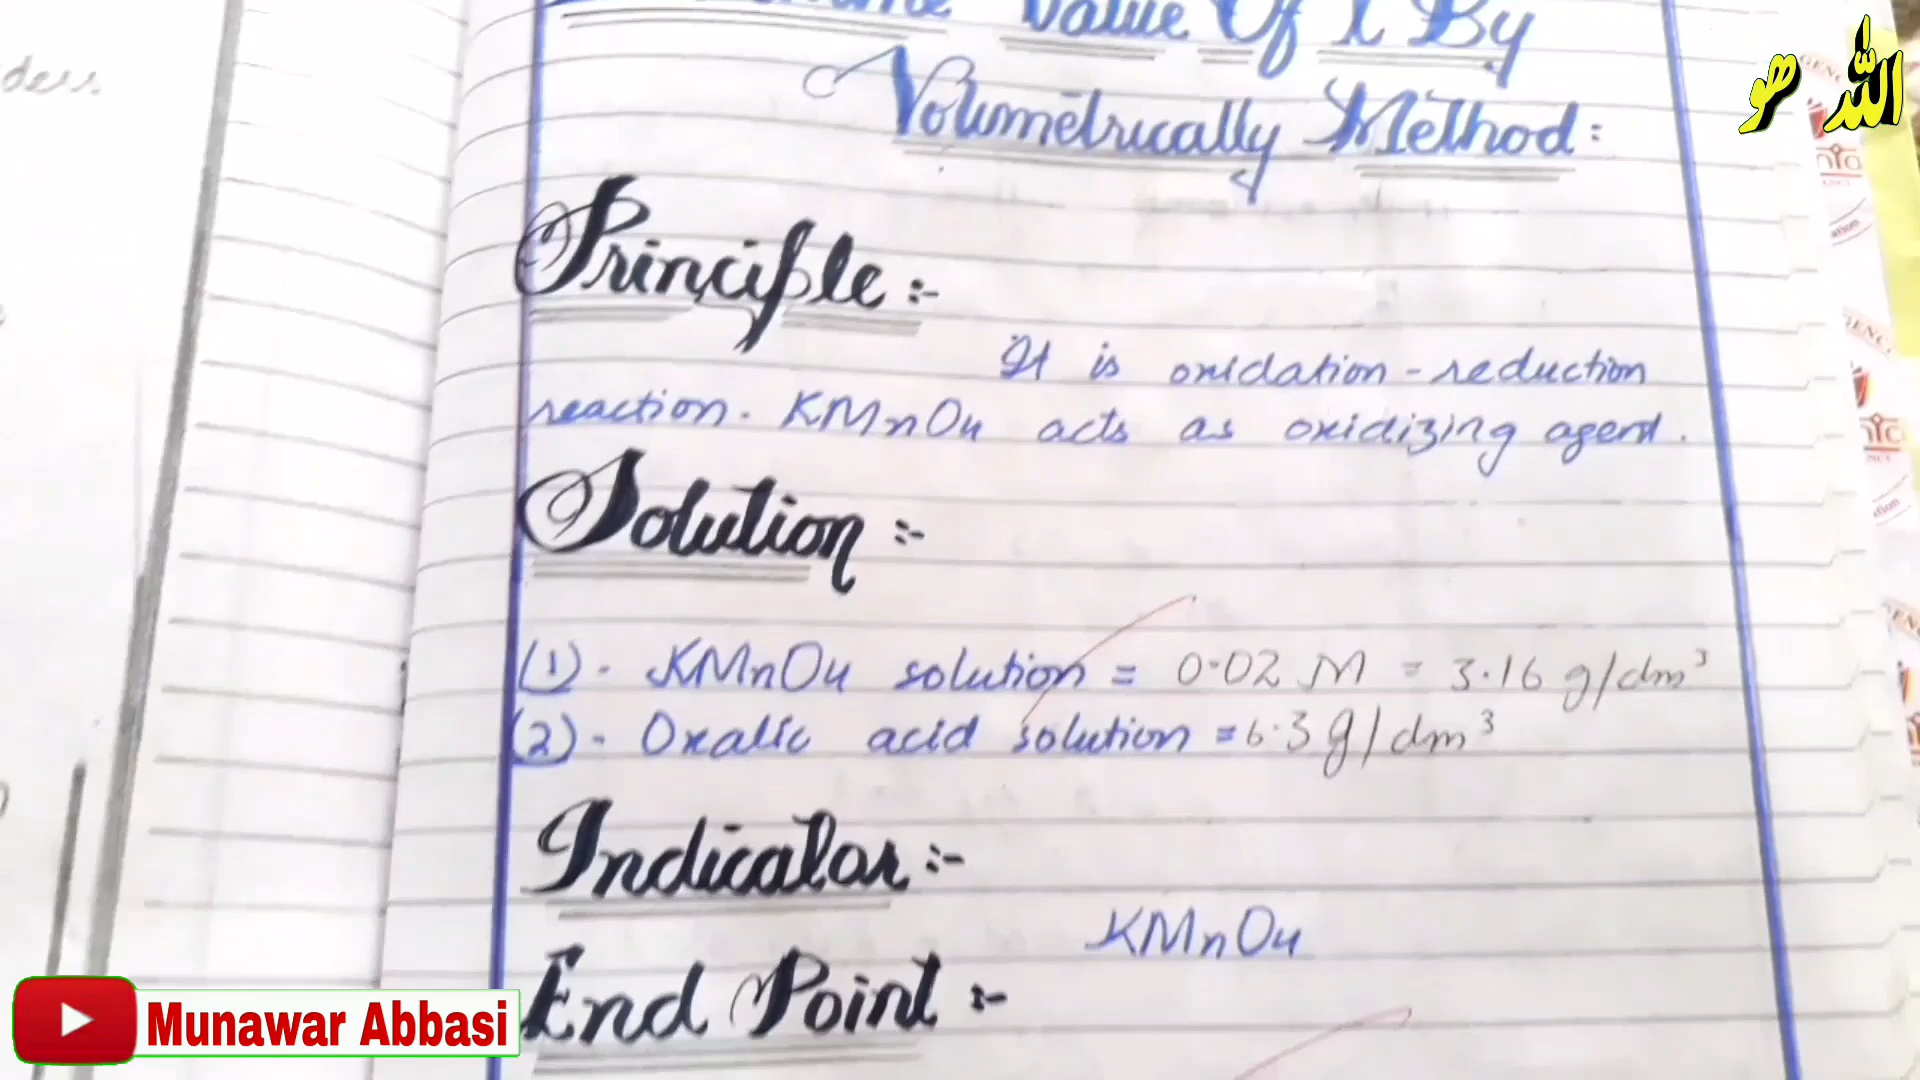 Value Of X By
Volumetrically Method:
Principle :-
It is oxidation-reduction
reaction. KMnO4 acts as oxidizing agent.
Solution :-
(1)- KMnO4 solution = 0.02 M = 3.16 g/dm³
(2)- Oxalic acid solution = 6.3 g/dm³
Indicator :-
KMnO4
End Point :-
الله هو
Munawar Abbasi